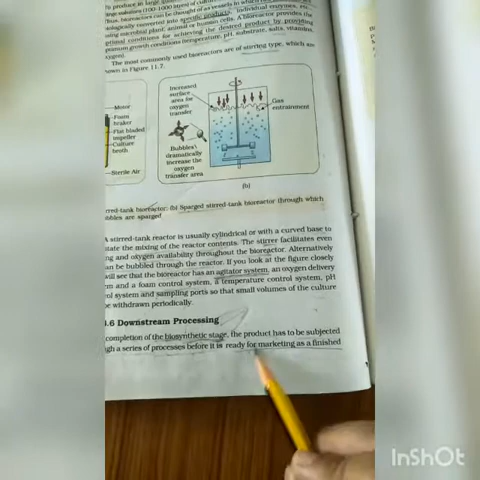 To produce in large
large volumes (100-1000 litres) of culture
Thus, bioreactors can be thought of as vessels in which
biologically converted into specific products, individual enzymes, etc.,
using microbial plant, animal or human cells. A bioreactor provides the
optimal conditions for achieving the desired product by providing
optimum growth conditions (temperature, pH, substrate, salts, vitamins,
oxygen).
The most commonly used bioreactors are of stirring type, which are
shown in Figure 11.7.
Motor
Foam
braker
Flat bladed
impeller
Culture
broth
Sterile Air
Increased
surface
area for
oxygen
transfer
Gas
entrainment
Bubbles
dramatically
increase the
oxygen
transfer area
(b)
rred-tank bioreactor; (b) Sparged stirred-tank bioreactor through which
bbles are sparged
A stirred-tank reactor is usually cylindrical or with a curved base to
itate the mixing of the reactor contents. The stirrer facilitates even
ng and oxygen availability throughout the bioreactor. Alternatively
an be bubbled through the reactor. If you look at the figure closely
will see that the bioreactor has an agitator system, an oxygen delivery
m and a foam control system, a temperature control system, pH
rol system and sampling ports so that small volumes of the culture
be withdrawn periodically.
.6 Downstream Processing
completion of the biosynthetic stage, the product has to be subjected
gh a series of processes before it is ready for marketing as a finished
InShOt